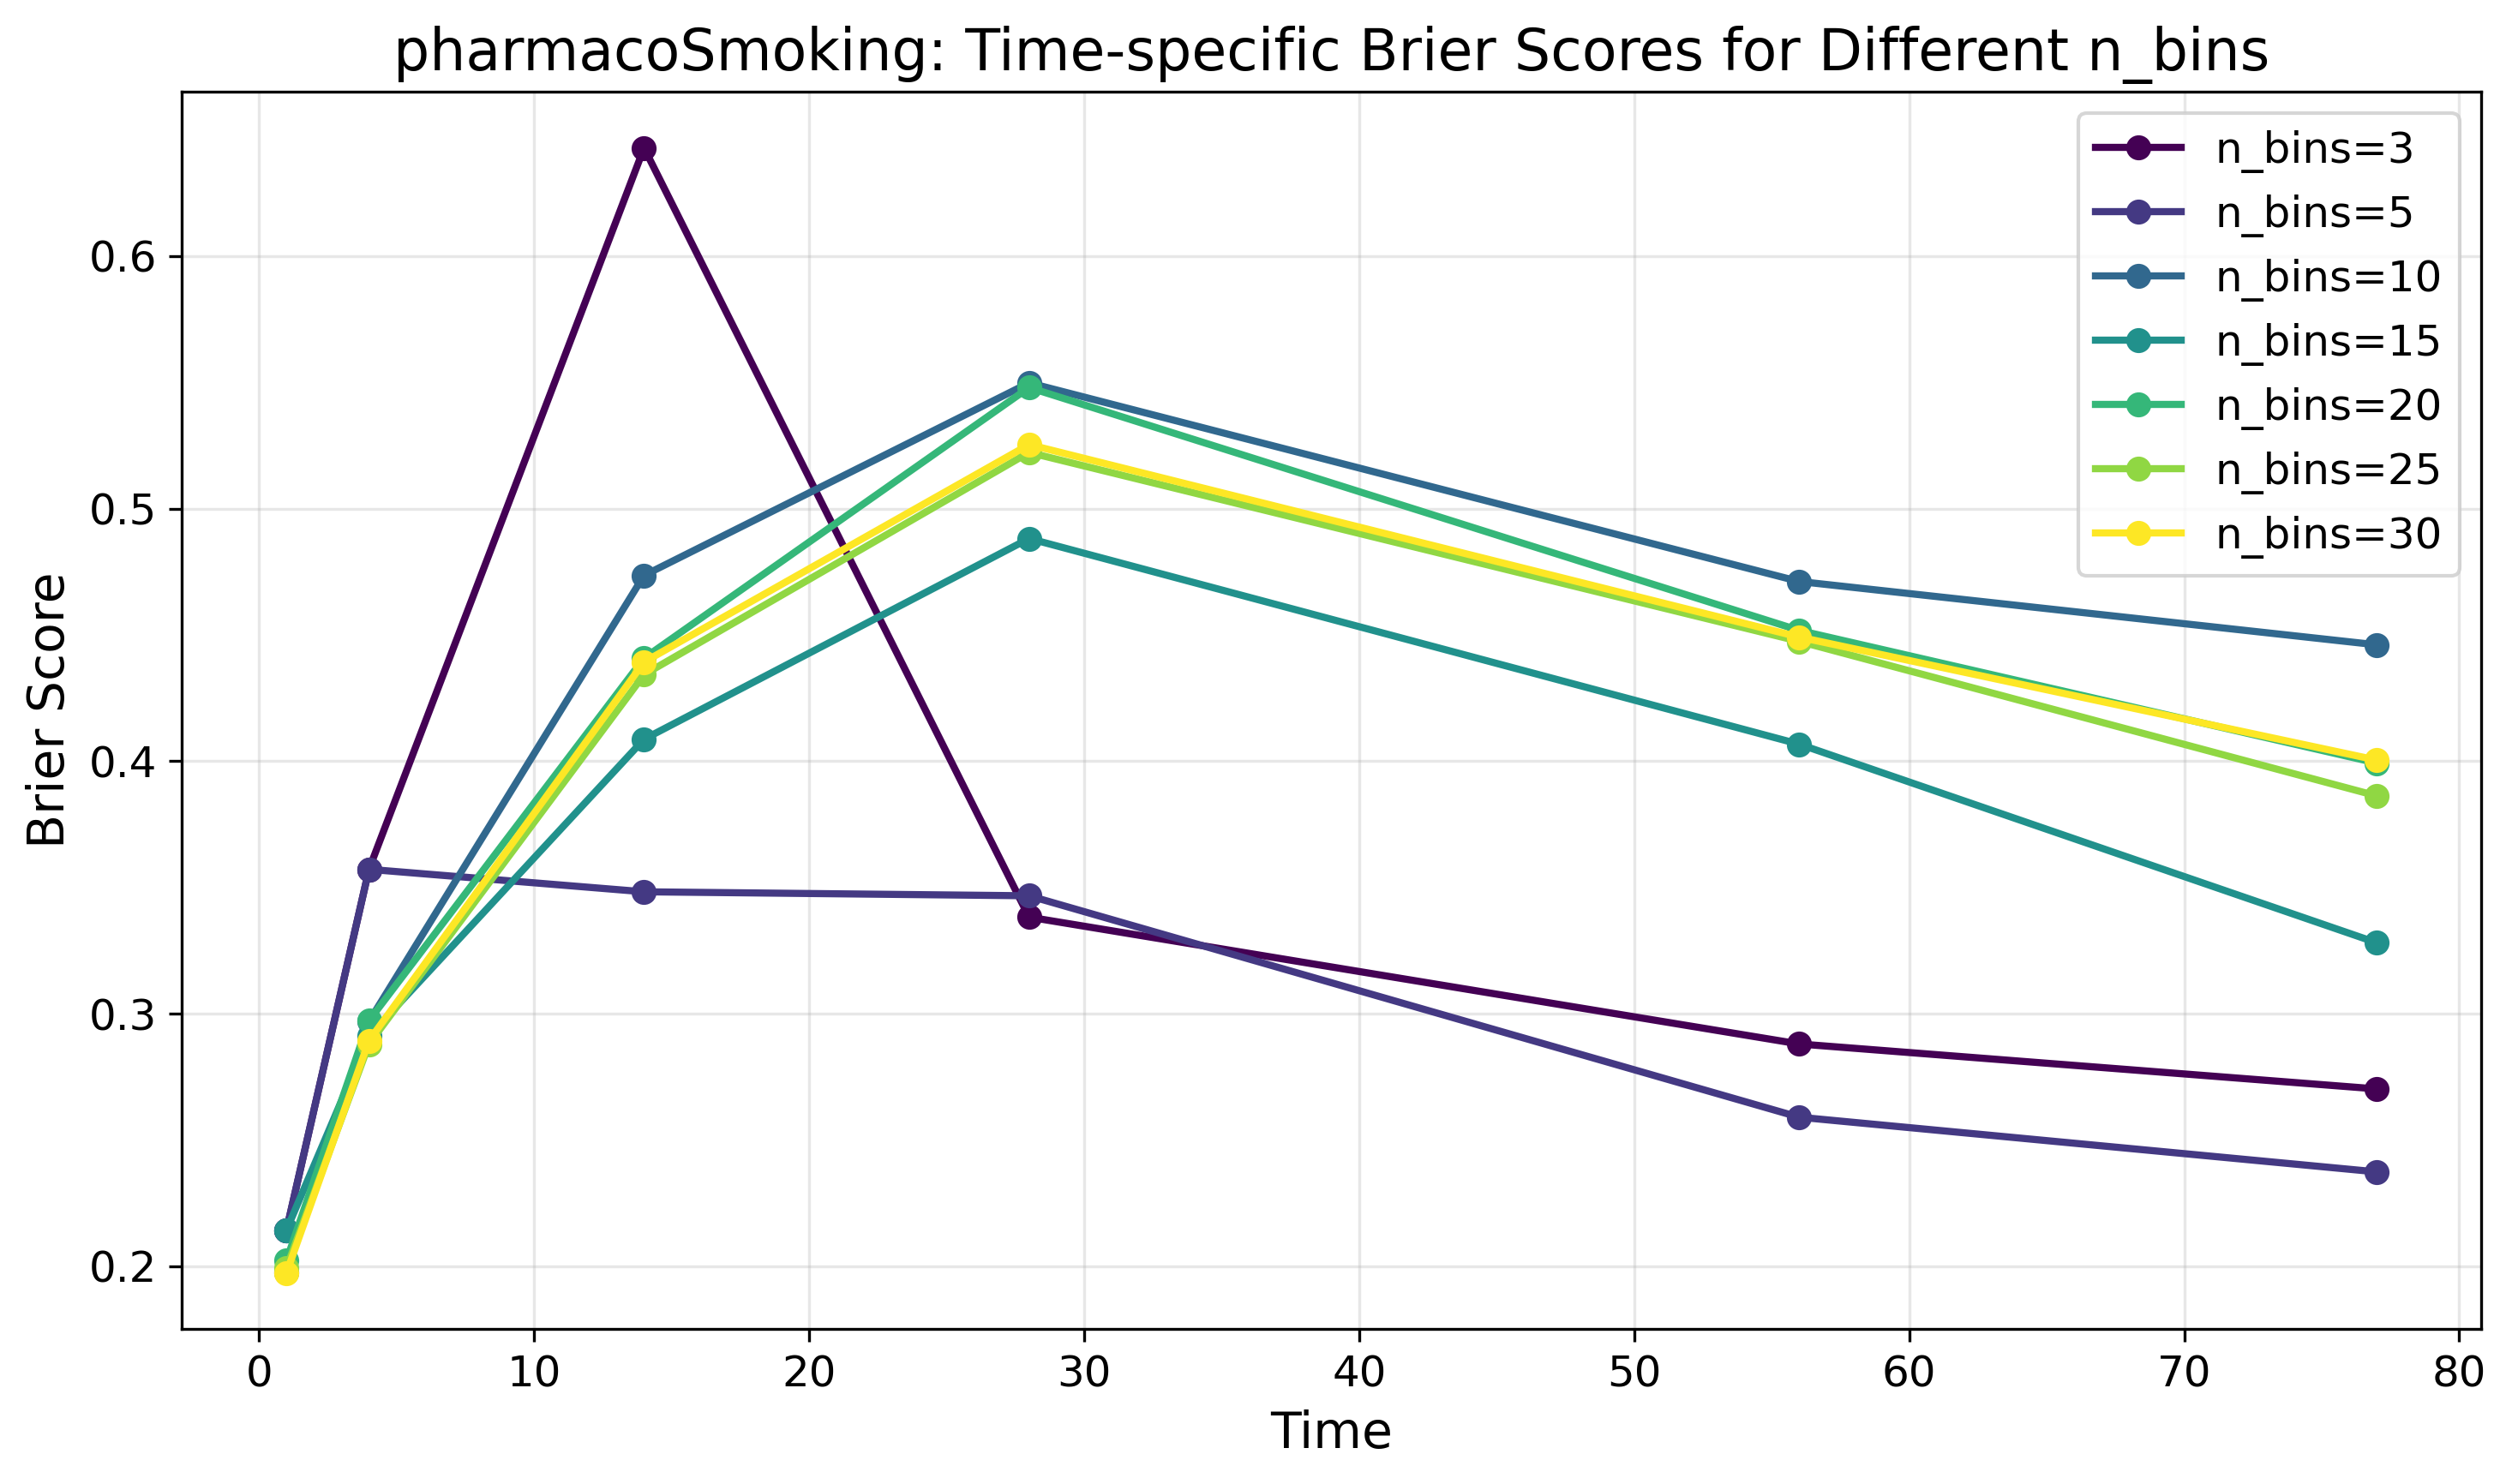 pharmacoSmoking: Time-specific Brier Scores for Different n_bins
n_bins=3
n_bins=5
n_bins=10
n_bins=15
n_bins=20
n_bins=25
n_bins=30
Brier Score
0.6
0.5
0.4
0.3
0.2
0 10 20 30 40 50 60 70 80
Time